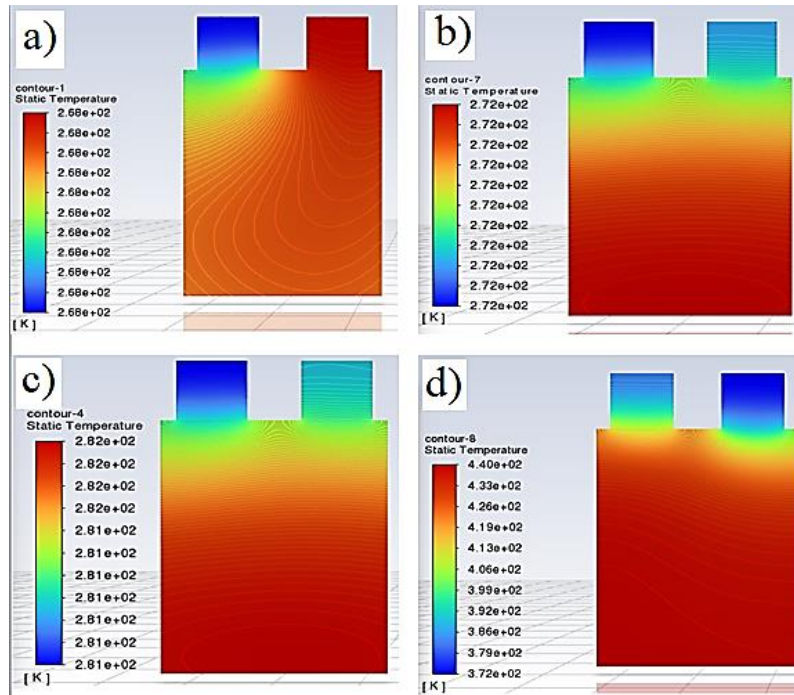 a)
contour-1
Static Temperature
2.68e+02
2.68e+02
2.68e+02
2.68e+02
2.68e+02
2.68e+02
2.68e+02
2.68e+02
2.68e+02
2.68e+02
2.68e+02
[ K ]
b)
contour-7
Static Temperature
2.72e+02
2.72e+02
2.72e+02
2.72e+02
2.72e+02
2.72e+02
2.72e+02
2.72e+02
2.72e+02
2.72e+02
2.72e+02
[ K ]
c)
contour-4
Static Temperature
2.82e+02
2.82e+02
2.82e+02
2.82e+02
2.82e+02
2.81e+02
2.81e+02
2.81e+02
2.81e+02
2.81e+02
2.81e+02
[ K ]
d)
contour-8
Static Temperature
4.40e+02
4.33e+02
4.26e+02
4.19e+02
4.13e+02
4.06e+02
3.99e+02
3.92e+02
3.86e+02
3.79e+02
3.72e+02
[ K ]